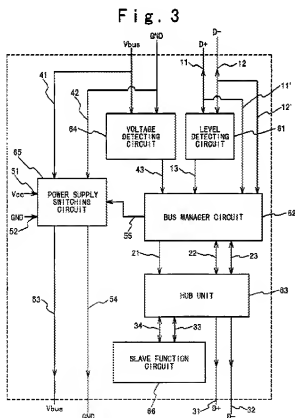 Fig. 3
Vbus
GND
D+
D-
11
12
41
42
11'
12'
VOLTAGE
DETECTING
CIRCUIT
64
LEVEL
DETECTING
CIRCUIT
61
65
51
Vcc
GND
52
POWER SUPPLY
SWITCHING
CIRCUIT
43
13
BUS MANAGER CIRCUIT
62
55
21
22
23
HUB UNIT
63
53
54
34
33
SLAVE FUNCTION
CIRCUIT
66
31
32
Vbus
GND
D+
D-